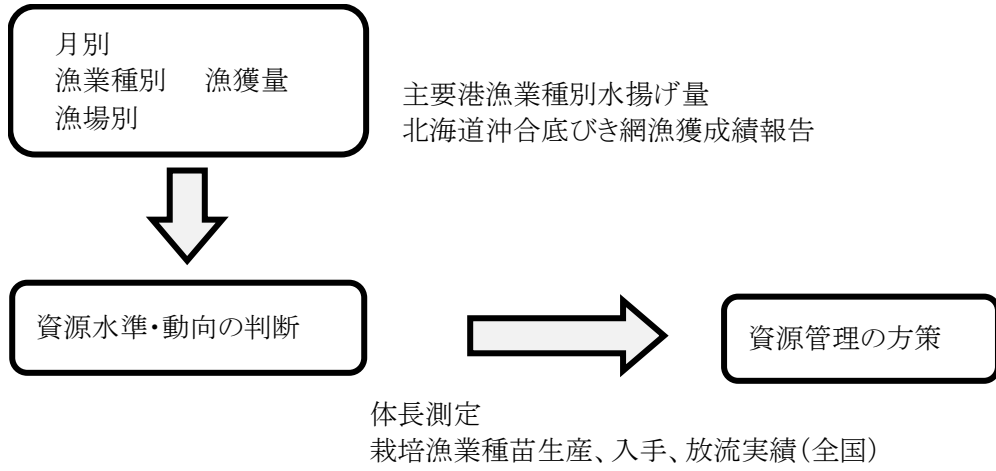 月別
漁業種別　漁獲量
漁場別
主要港漁業種別水揚げ量
北海道沖合底びき網漁獲成績報告
資源水準・動向の判断
資源管理の方策
体長測定
栽培漁業種苗生産、入手、放流実績（全国）